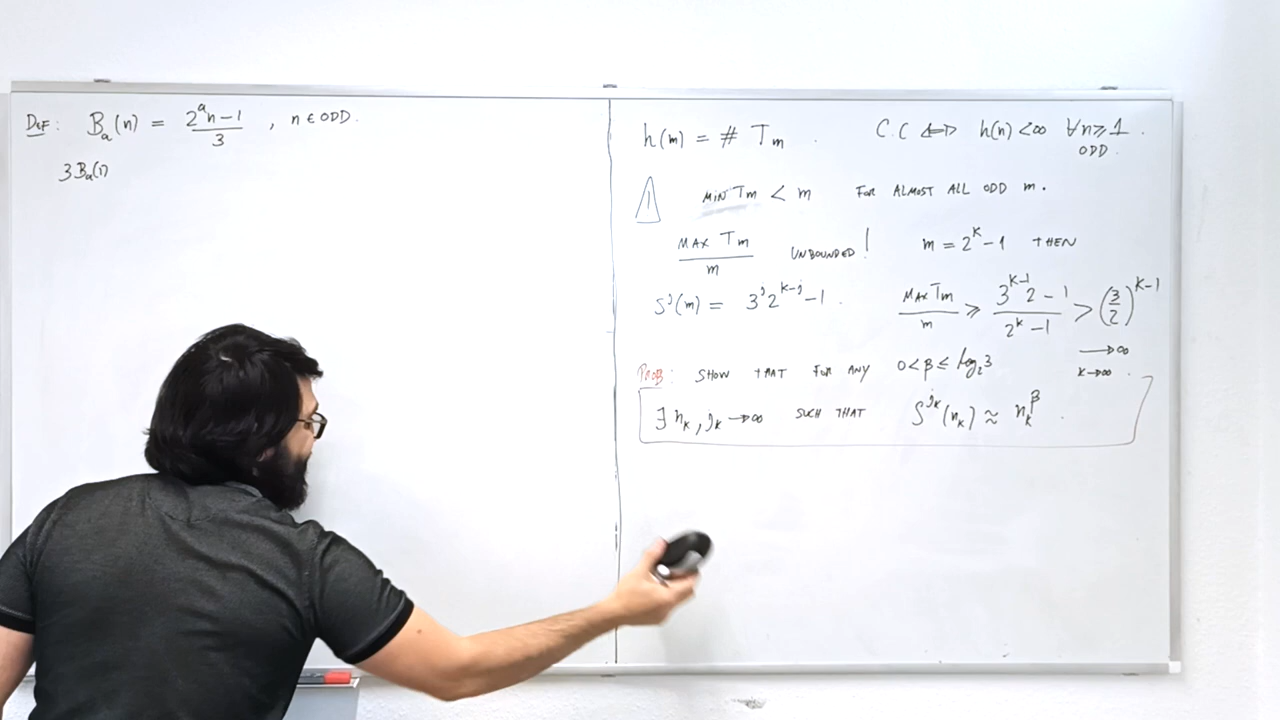 DEF: B_a(n) = (2^a n - 1)/3 , n ∈ ODD.
3B_a(n)
h(m) = # T_m . C.C ⟺ h(n) < ∞ ∀n ≥ 1 .
ODD.
! MIN T_m < m FOR ALMOST ALL ODD m.
MAX T_m / m UNBOUNDED! m = 2^k - 1 THEN
S^j(m) = 3^j 2^{k-j} - 1 . MAX T_m / m ≥ (3^{k-1} 2 - 1)/(2^k - 1) > (3/2)^{k-1}
⟶ ∞
k→∞ .
PROB: SHOW THAT FOR ANY 0 < β ≤ log_2 3
∃ n_k, j_k → ∞ SUCH THAT S^{j_k}(n_k) ≈ n_k^β .